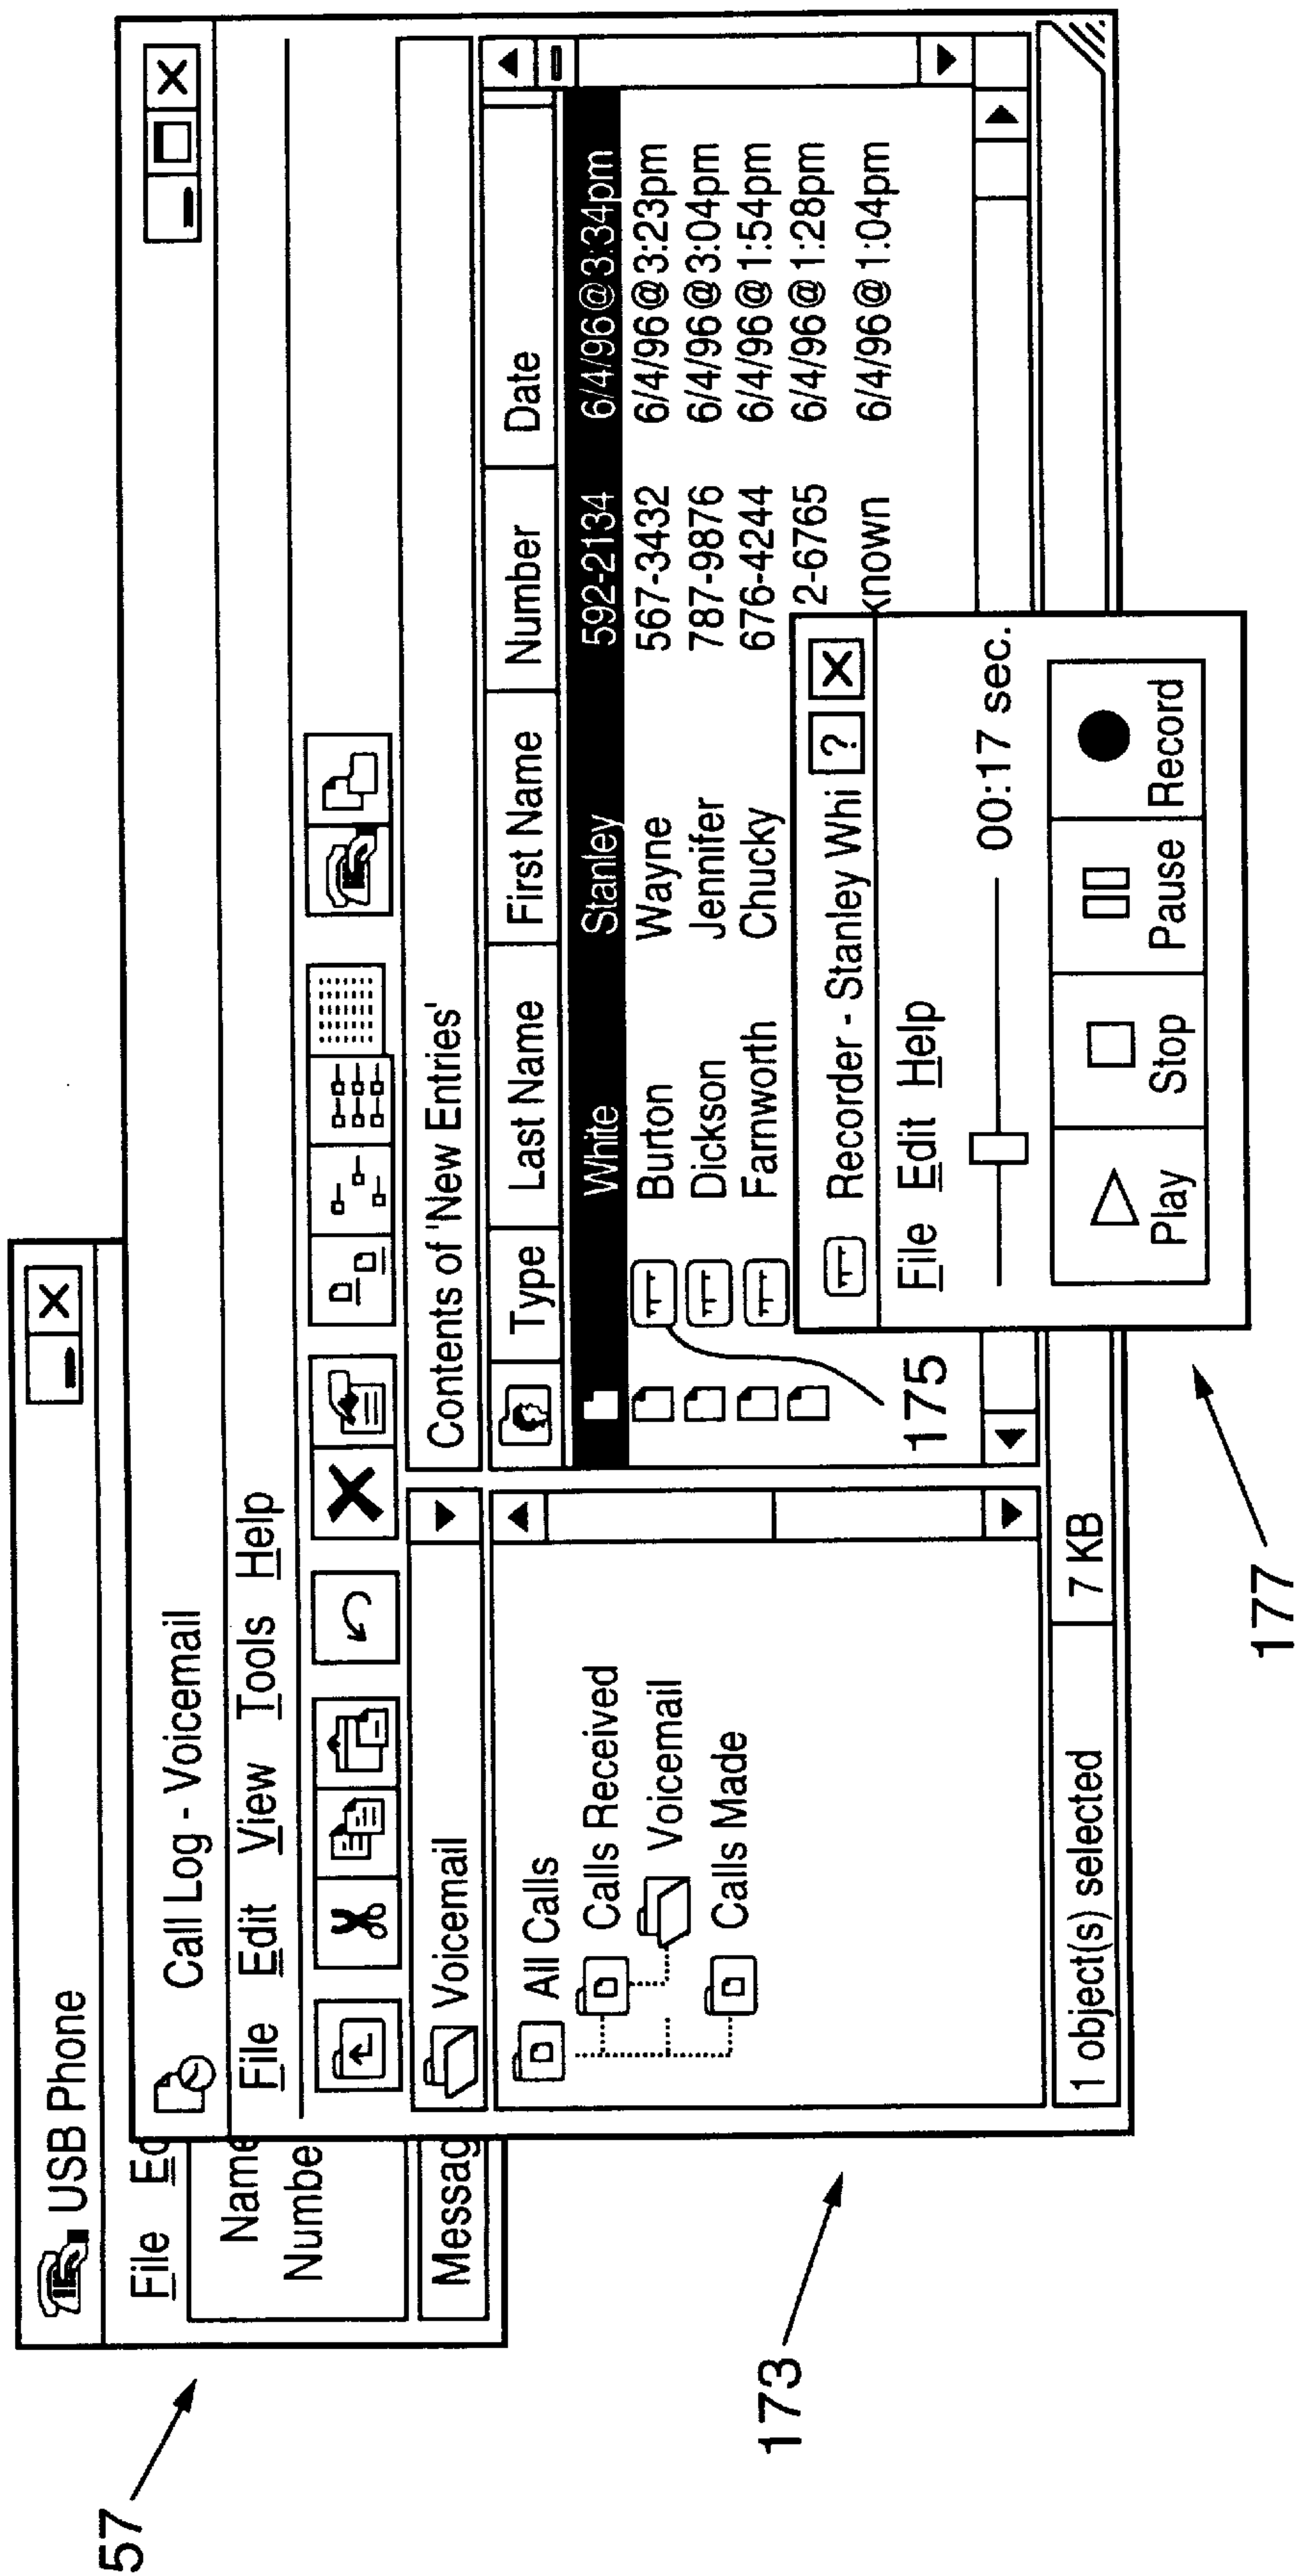 USB Phone
File Ed
Name
Numbe
Messag
Call Log - Voicemail
File Edit View Tools Help
Voicemail
Contents of 'New Entries'
All Calls
Calls Received
Voicemail
Calls Made
Type Last Name First Name Number Date
White Stanley 592-2134 6/4/96@3:34pm
Burton Wayne 567-3432 6/4/96@3:23pm
Dickson Jennifer 787-9876 6/4/96@3:04pm
Farnworth Chucky 676-4244 6/4/96@1:54pm
2-6765 6/4/96@1:28pm
known 6/4/96@1:04pm
Recorder - Stanley Whi ?
File Edit Help
00:17 sec.
Play Stop Pause Record
1 object(s) selected 7 KB
57
173
175
177